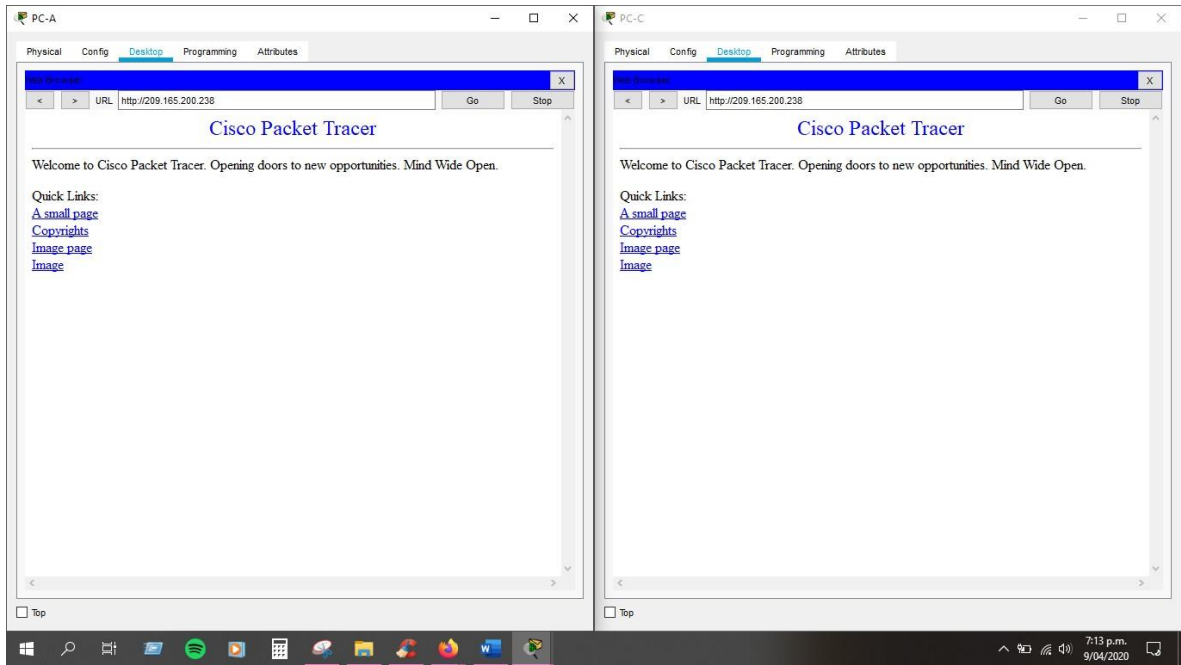 PC-A
Physical Config Desktop Programming Attributes
Web Browser
X
< > URL http://209.165.200.238 Go Stop
Cisco Packet Tracer
Welcome to Cisco Packet Tracer. Opening doors to new opportunities. Mind Wide Open.
Quick Links:
A small page
Copyrights
Image page
Image
Top
PC-C
Physical Config Desktop Programming Attributes
Web Browser
X
< > URL http://209.165.200.238 Go Stop
Cisco Packet Tracer
Welcome to Cisco Packet Tracer. Opening doors to new opportunities. Mind Wide Open.
Quick Links:
A small page
Copyrights
Image page
Image
Top
7:13 p.m.
9/04/2020